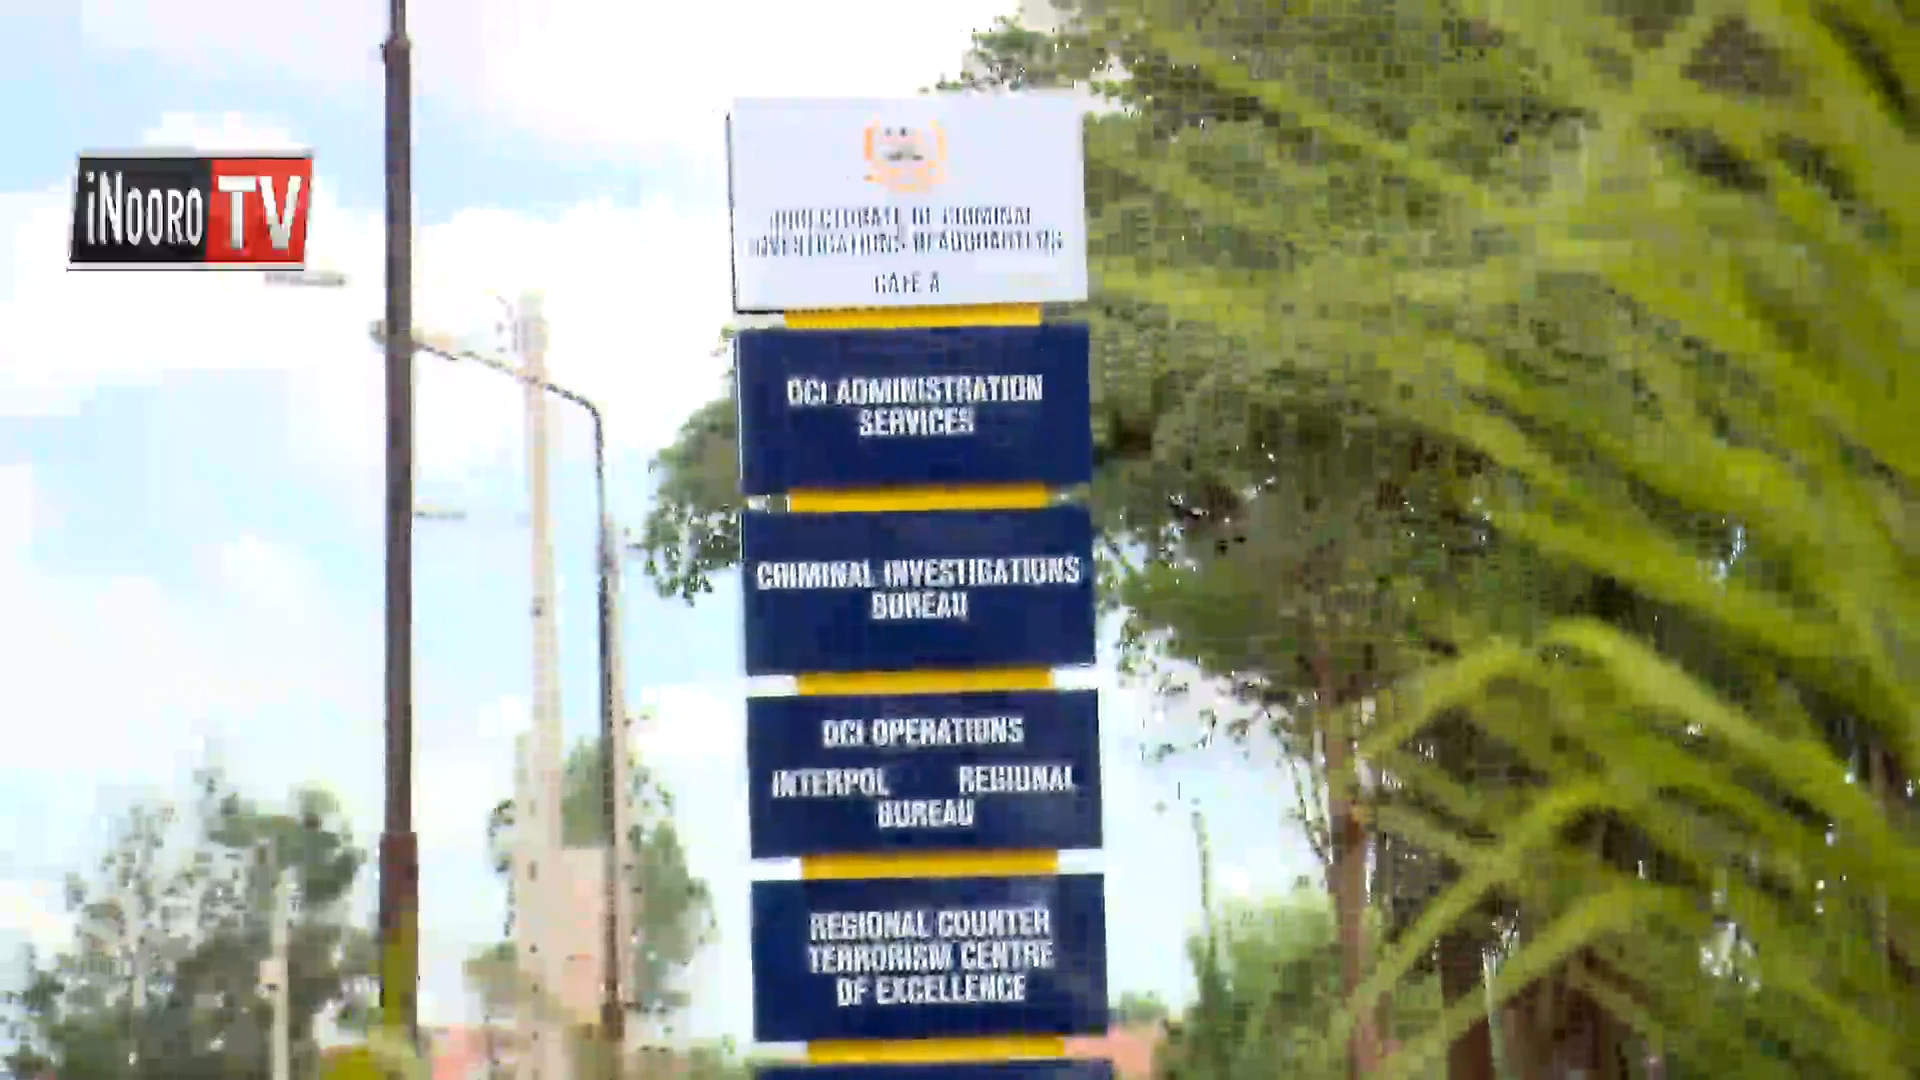 iNOORO TV
DIRECTORATE OF CRIMINAL
INVESTIGATIONS HEADQUARTERS
GATE A
DCI ADMINISTRATION
SERVICES
CRIMINAL INVESTIGATIONS
BUREAU
DCI OPERATIONS
INTERPOL REGIONAL
BUREAU
REGIONAL COUNTER
TERRORISM CENTRE
OF EXCELLENCE